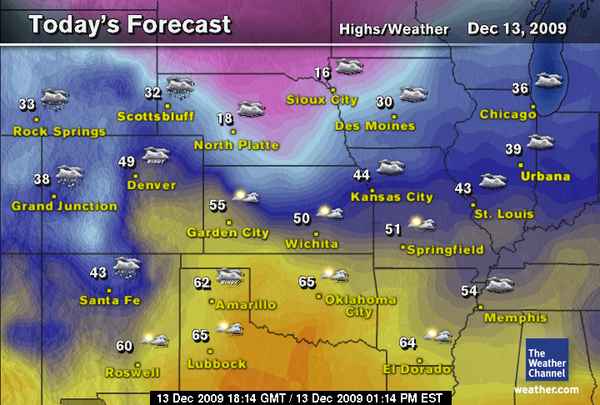 Today's Forecast
Highs/Weather Dec 13, 2009
16
Sioux City
36
Chicago
33
Rock Springs
32
Scottsbluff
18
North Platte
30
Des Moines
39
Urbana
49
WINDY
Denver
38
Grand Junction
44
Kansas City
43
St. Louis
55
Garden City
50
Wichita
51
Springfield
43
Santa Fe
62
WINDY
Amarillo
65
Oklahoma City
54
Memphis
60
Roswell
65
Lubbock
64
El Dorado
The Weather Channel
weather.com
13 Dec 2009 18:14 GMT / 13 Dec 2009 01:14 PM EST